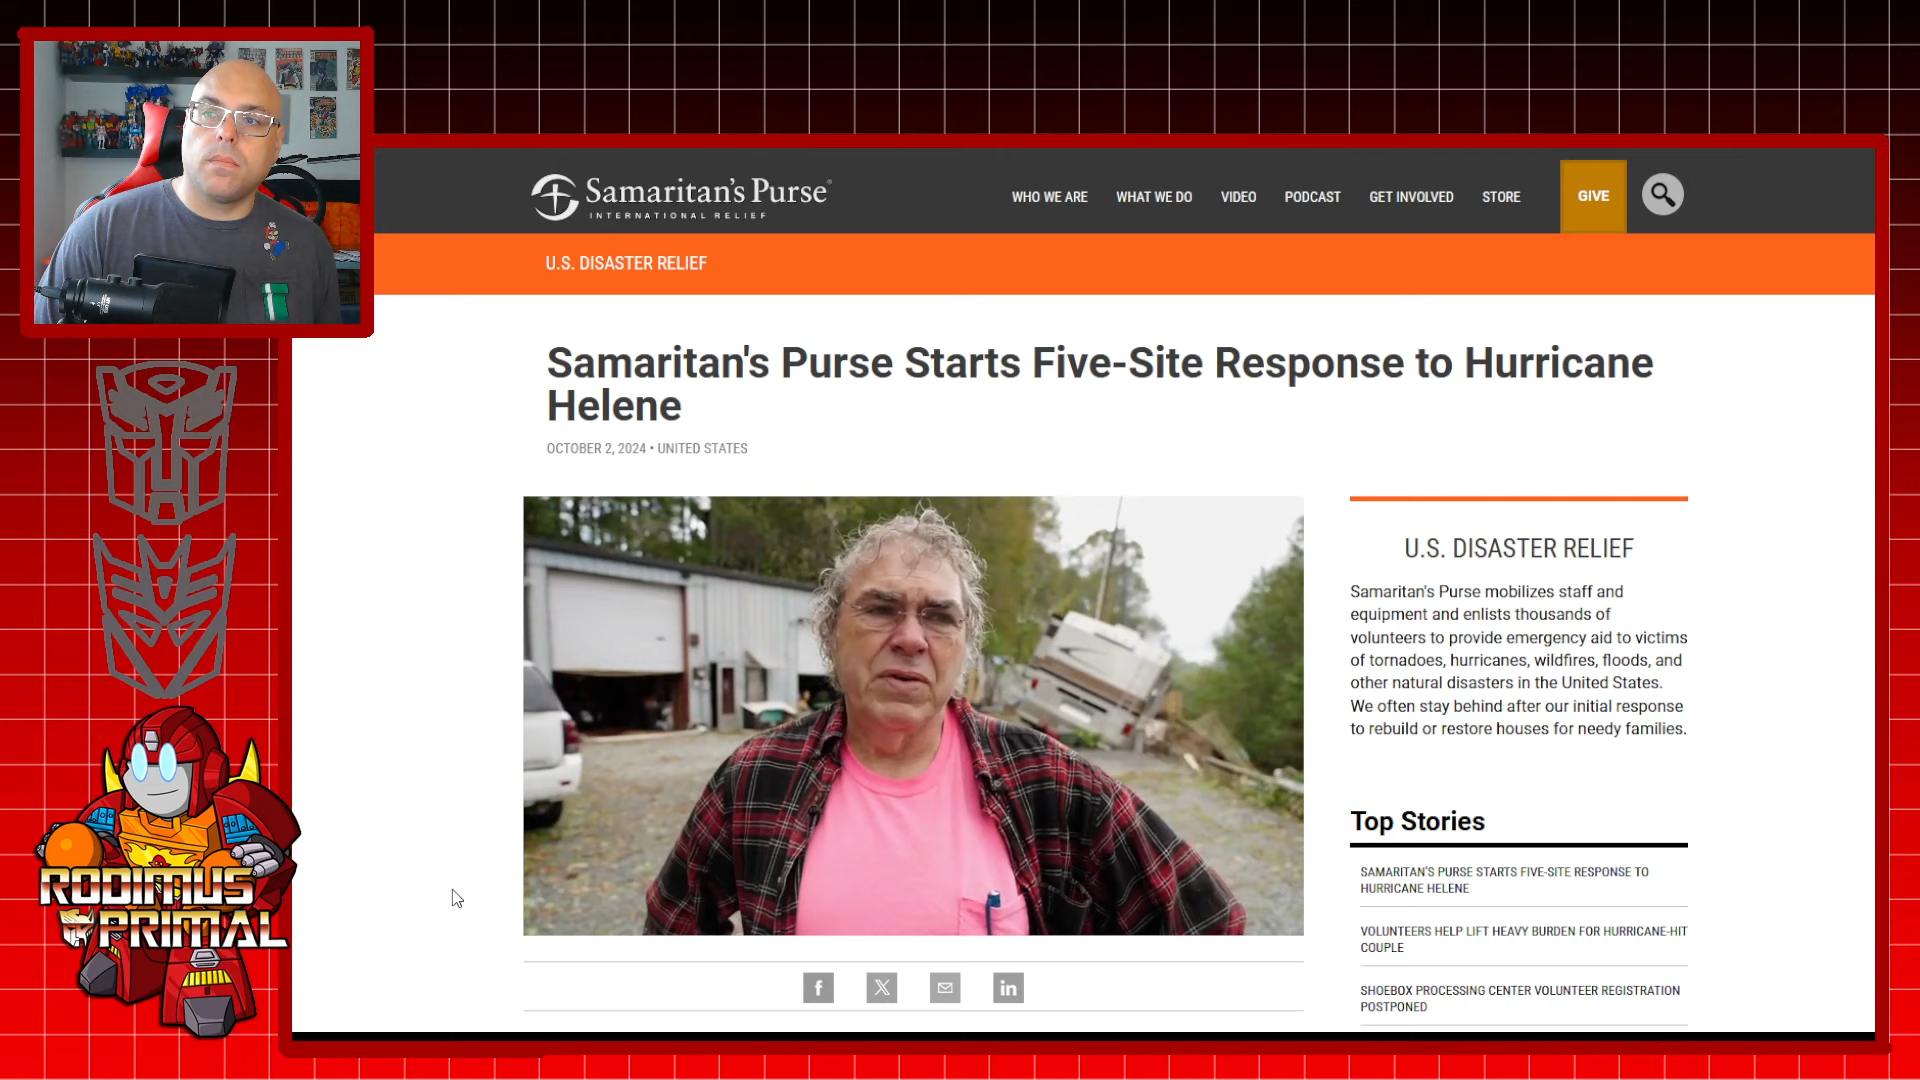 Samaritan's Purse®
INTERNATIONAL RELIEF
WHO WE ARE
WHAT WE DO
VIDEO
PODCAST
GET INVOLVED
STORE
GIVE
U.S. DISASTER RELIEF
Samaritan's Purse Starts Five-Site Response to Hurricane
Helene
OCTOBER 2, 2024 • UNITED STATES
U.S. DISASTER RELIEF
Samaritan's Purse mobilizes staff and
equipment and enlists thousands of
volunteers to provide emergency aid to victims
of tornadoes, hurricanes, wildfires, floods, and
other natural disasters in the United States.
We often stay behind after our initial response
to rebuild or restore houses for needy families.
Top Stories
SAMARITAN'S PURSE STARTS FIVE-SITE RESPONSE TO
HURRICANE HELENE
VOLUNTEERS HELP LIFT HEAVY BURDEN FOR HURRICANE-HIT
COUPLE
SHOEBOX PROCESSING CENTER VOLUNTEER REGISTRATION
POSTPONED
RODIMUS
PRIMAL